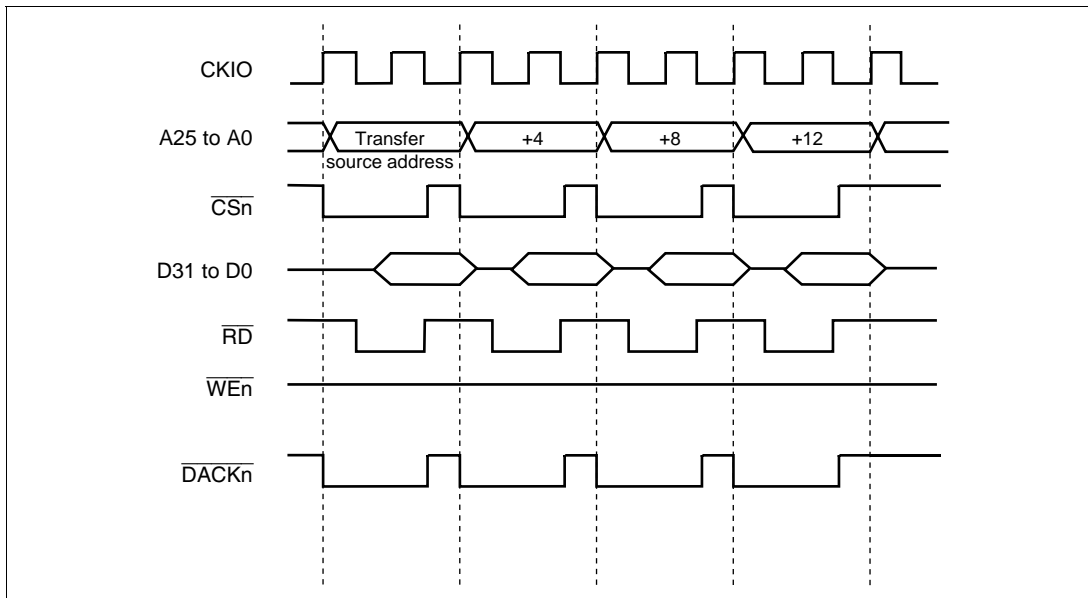 CKIO
A25 to A0
Transfer
source address
+4
+8
+12
CSn
D31 to D0
RD
WEn
DACKn